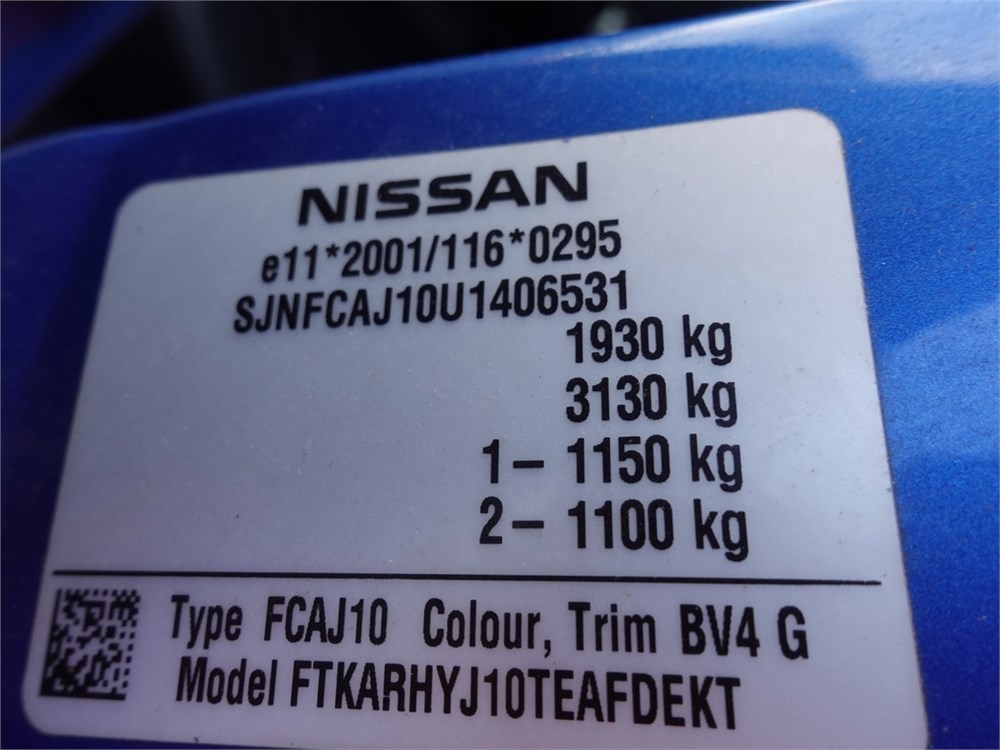 NISSAN
e11*2001/116*0295
SJNFCAJ10U1406531
1930 kg
3130 kg
1- 1150 kg
2- 1100 kg
Type FCAJ10 Colour, Trim BV4 G
Model FTKARHYJ10TEAFDEKT